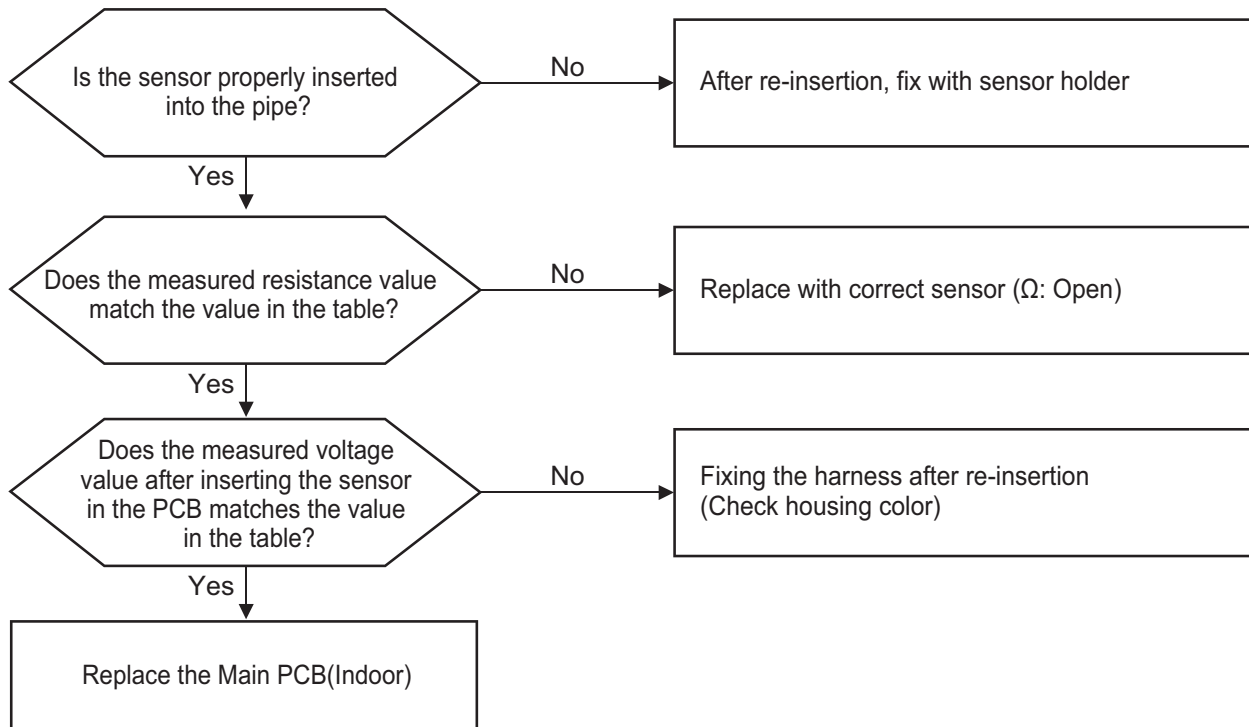 Is the sensor properly inserted
into the pipe?
No
After re-insertion, fix with sensor holder
Yes
Does the measured resistance value
match the value in the table?
No
Replace with correct sensor (Ω: Open)
Yes
Does the measured voltage
value after inserting the sensor
in the PCB matches the value
in the table?
No
Fixing the harness after re-insertion
(Check housing color)
Yes
Replace the Main PCB(Indoor)